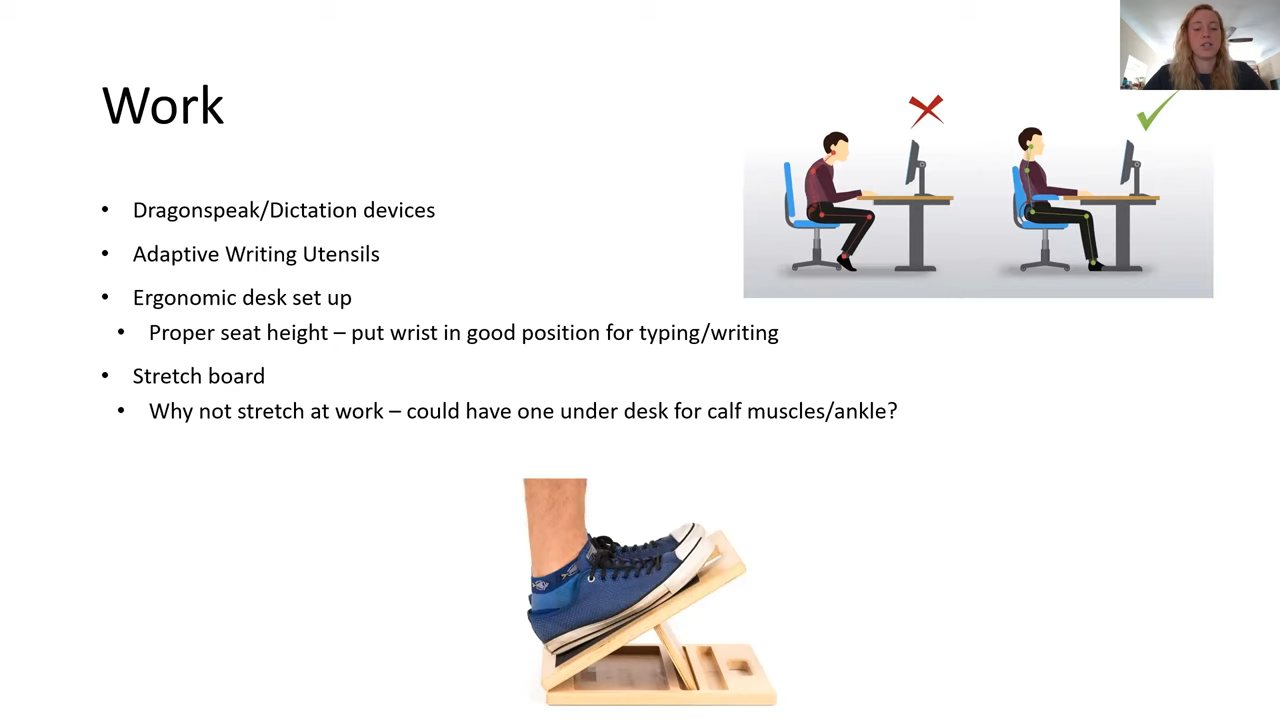 Work
• Dragonspeak/Dictation devices
• Adaptive Writing Utensils
• Ergonomic desk set up
• Proper seat height – put wrist in good position for typing/writing
• Stretch board
• Why not stretch at work – could have one under desk for calf muscles/ankle?